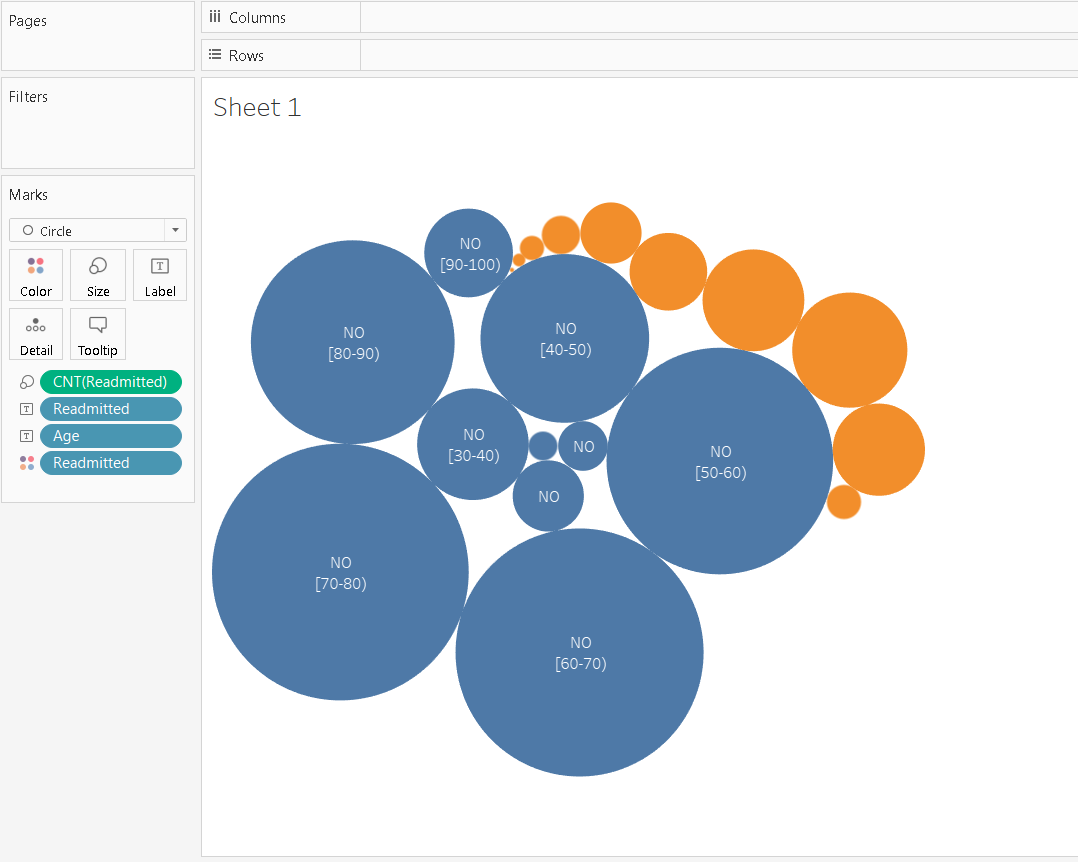 Pages
Columns
Rows
Filters
Sheet 1
Marks
Circle
Color
Size
T
Label
Detail
Tooltip
CNT(Readmitted)
T
Readmitted
T
Age
Readmitted
NO
[90-100)
NO
[80-90)
NO
[40-50)
NO
[30-40)
NO
NO
[50-60)
NO
NO
[70-80)
NO
[60-70)